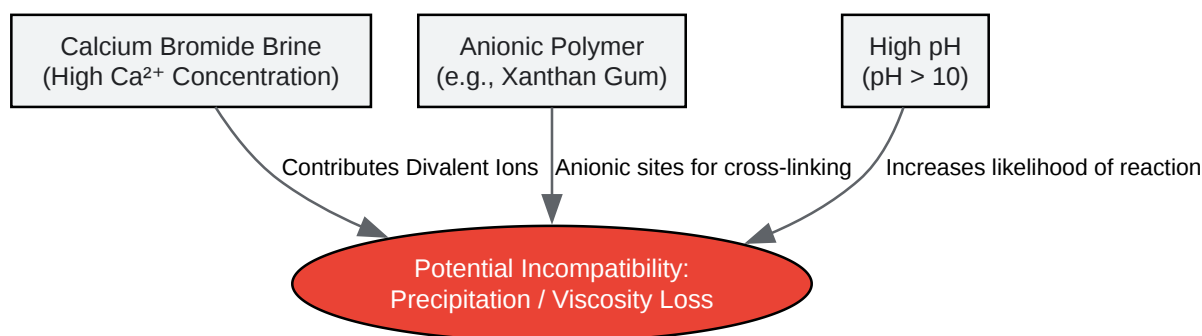 Calcium Bromide Brine
(High Ca²⁺ Concentration)
Anionic Polymer
(e.g., Xanthan Gum)
High pH
(pH > 10)
Contributes Divalent Ions
Anionic sites for cross-linking
Increases likelihood of reaction
Potential Incompatibility:
Precipitation / Viscosity Loss